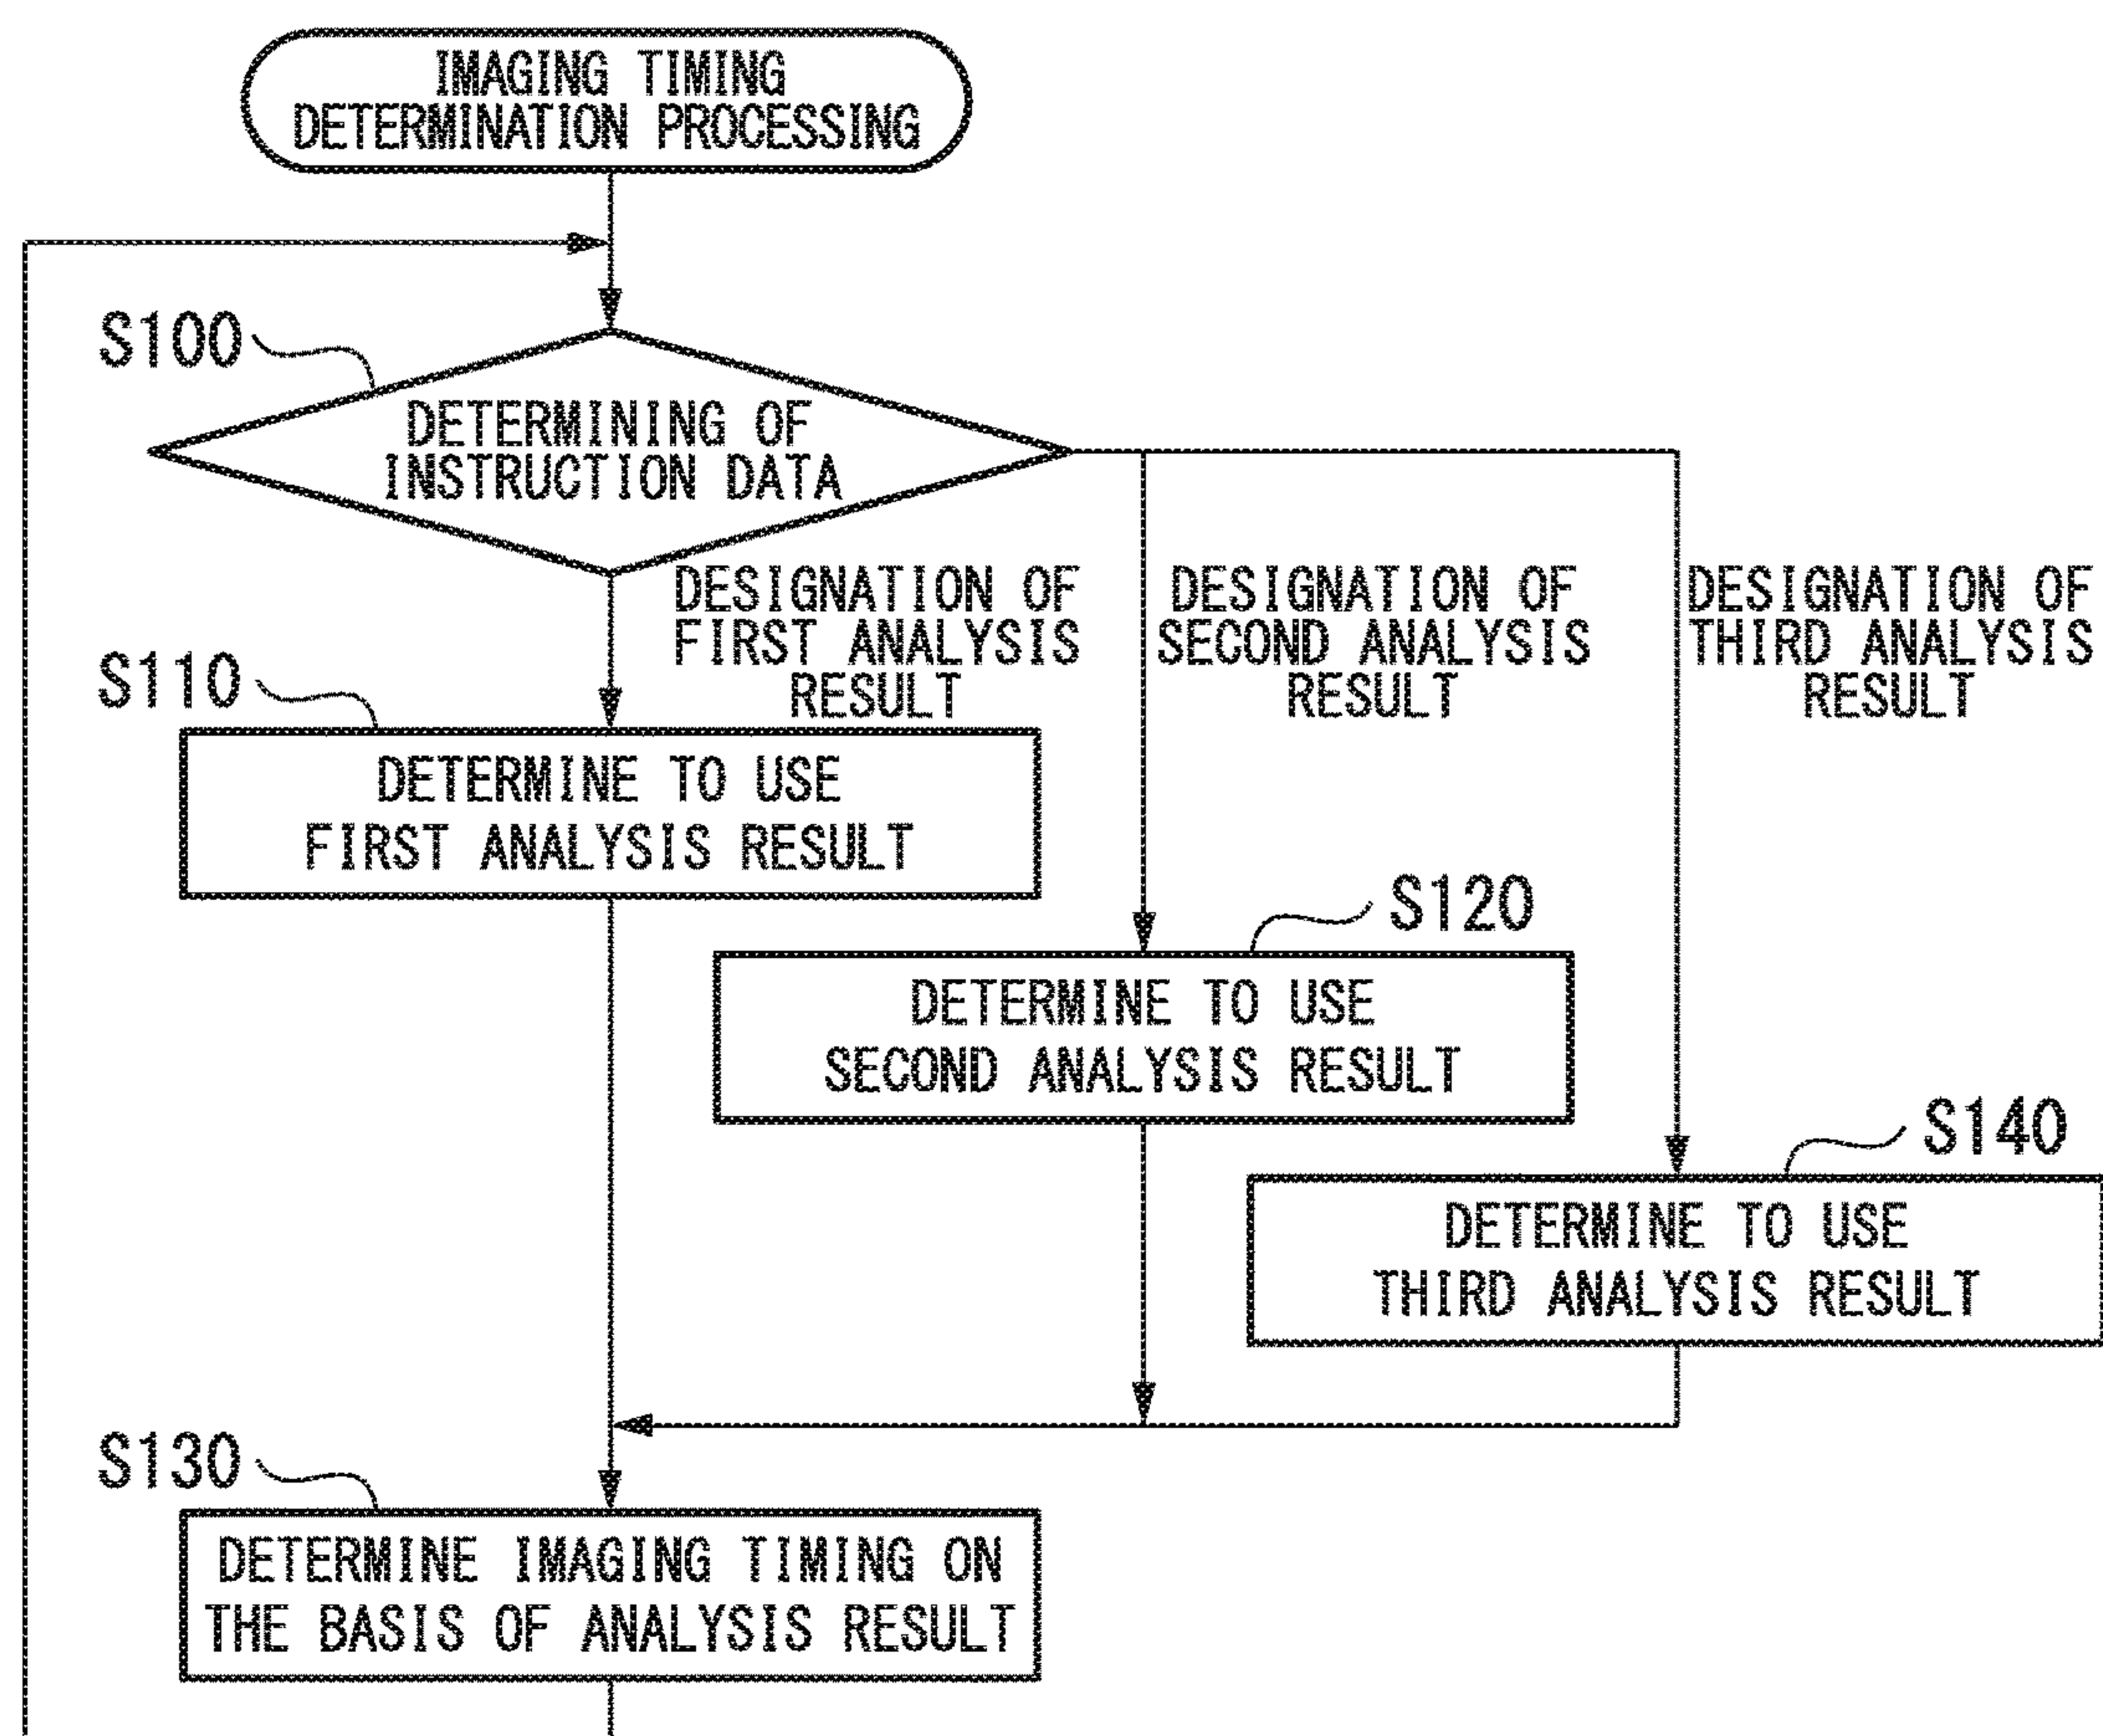 IMAGING TIMING
DETERMINATION PROCESSING
S100
DETERMINING OF
INSTRUCTION DATA
DESIGNATION OF
FIRST ANALYSIS
RESULT
DESIGNATION OF
SECOND ANALYSIS
RESULT
DESIGNATION OF
THIRD ANALYSIS
RESULT
S110
DETERMINE TO USE
FIRST ANALYSIS RESULT
S120
DETERMINE TO USE
SECOND ANALYSIS RESULT
S140
DETERMINE TO USE
THIRD ANALYSIS RESULT
S130
DETERMINE IMAGING TIMING ON
THE BASIS OF ANALYSIS RESULT